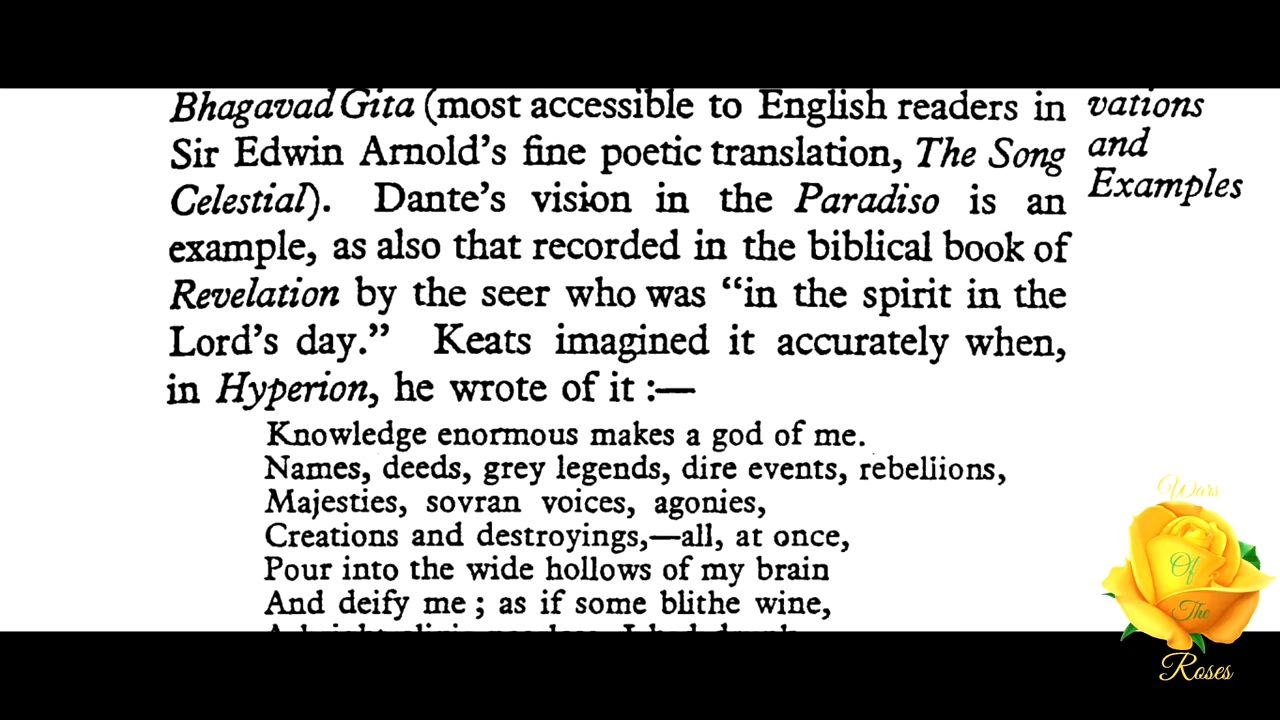 Bhagavad Gita (most accessible to English readers in
Sir Edwin Arnold's fine poetic translation, The Song
Celestial). Dante's vision in the Paradiso is an
example, as also that recorded in the biblical book of
Revelation by the seer who was “in the spirit in the
Lord's day.” Keats imagined it accurately when,
in Hyperion, he wrote of it :—
Knowledge enormous makes a god of me.
Names, deeds, grey legends, dire events, rebellions,
Majesties, sovran voices, agonies,
Creations and destroyings,—all, at once,
Pour into the wide hollows of my brain
And deify me ; as if some blithe wine,
vations
and
Examples
Wars
Of
The
Roses